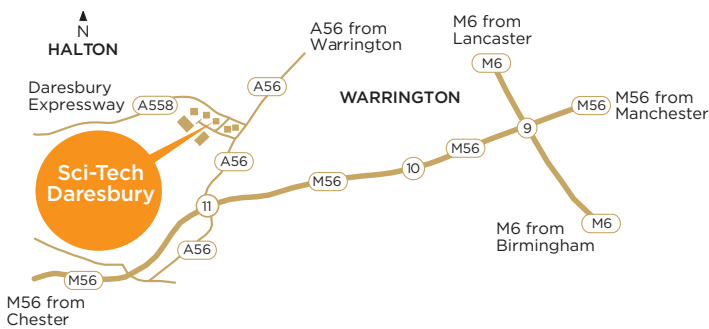 N
HALTON
A56 from
Warrington
M6 from
Lancaster
M6
Daresbury
Expressway
A558
A56
WARRINGTON
M56
M56 from
Manchester
9
M56
A56
10
M56
Sci-Tech
Daresbury
11
M6 from
Birmingham
M6
A56
M56
M56 from
Chester